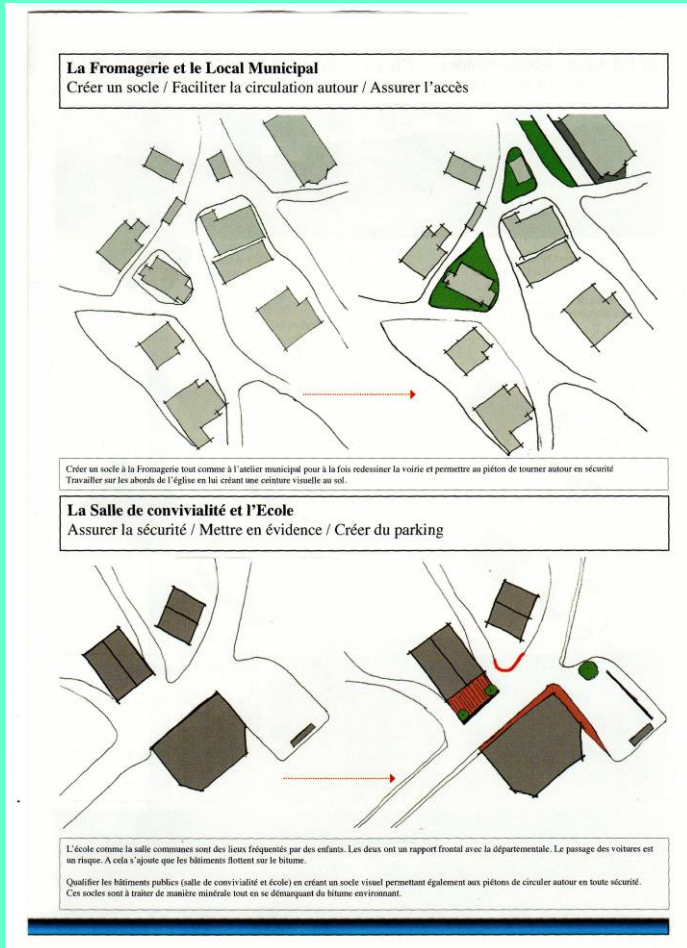 La Fromagerie et le Local Municipal
Créer un socle / Faciliter la circulation autour / Assurer l'accès
Créer un socle à la Fromagerie tout comme à l'atelier municipal pour à la fois redessiner la voirie et permettre au piéton de tourner autour en sécurité
Travailler sur les abords de l'église en lui créant une ceinture visuelle au sol.
La Salle de convivialité et l'Ecole
Assurer la sécurité / Mettre en évidence / Créer du parking
L'école comme la salle communes sont des lieux fréquentés par des enfants. Les deux ont un rapport frontal avec la départementale. Le passage des voitures est
un risque. A cela s'ajoute que les bâtiments flottent sur le bitume.
Qualifier les bâtiments publics (salle de convivialité et école) en créant un socle visuel permettant également aux piétons de circuler autour en toute sécurité.
Ces socles sont à traiter de manière minérale tout en se démarquant du bitume environnant.